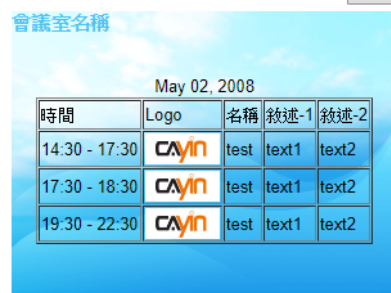 會議室名稱
May 02, 2008
時間 Logo 名稱 敘述-1 敘述-2
14:30 - 17:30 CAYIN test text1 text2
17:30 - 18:30 CAYIN test text1 text2
19:30 - 22:30 CAYIN test text1 text2